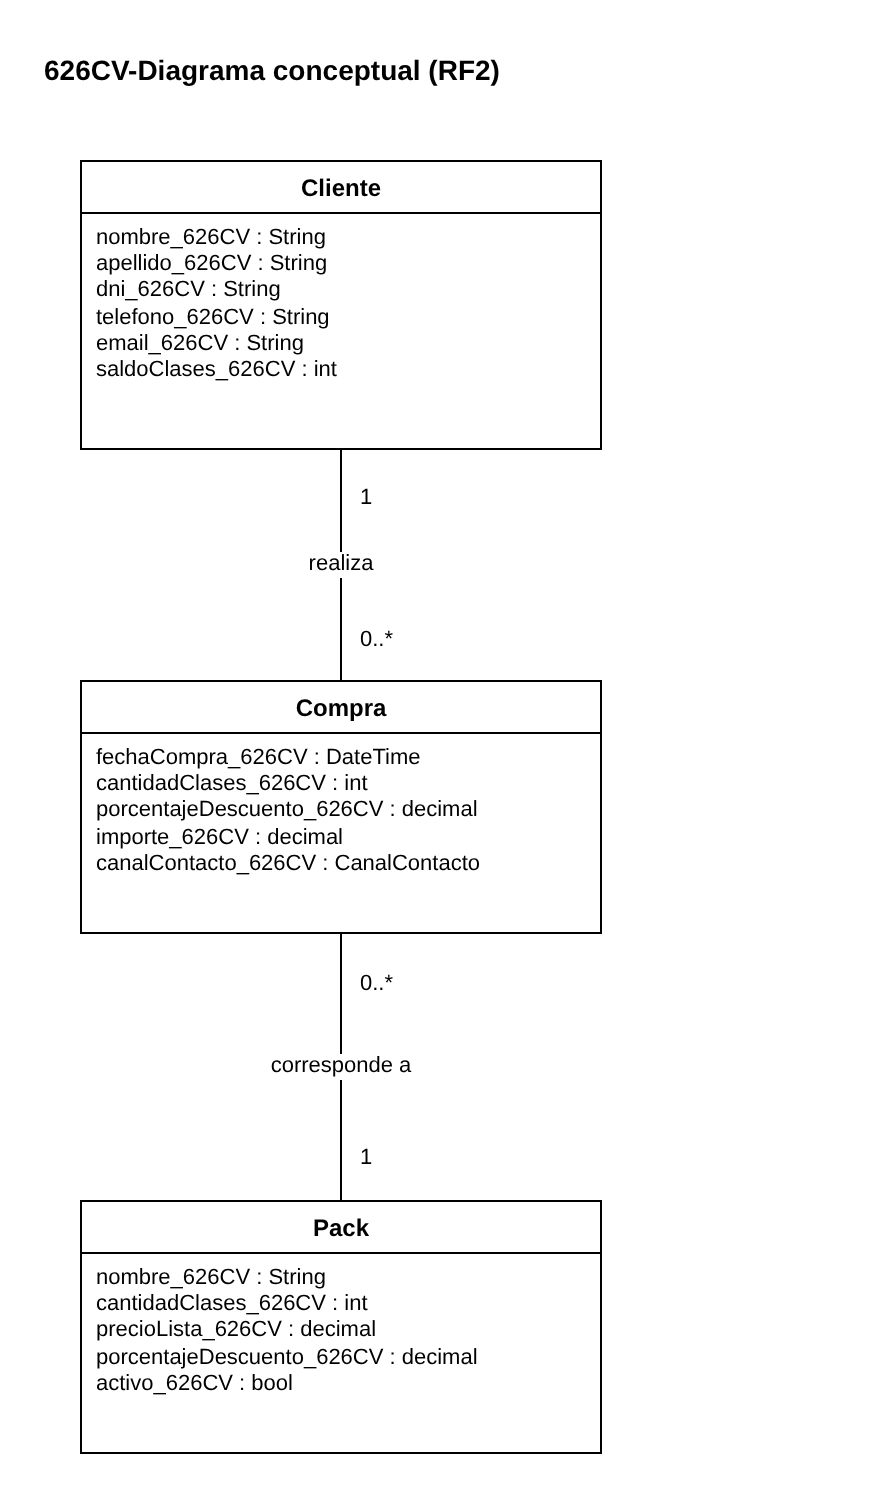 626CV-Diagrama conceptual (RF2)
Cliente
nombre_626CV : String
apellido_626CV : String
dni_626CV : String
telefono_626CV : String
email_626CV : String
saldoClases_626CV : int
1
realiza
0..*
Compra
fechaCompra_626CV : DateTime
cantidadClases_626CV : int
porcentajeDescuento_626CV : decimal
importe_626CV : decimal
canalContacto_626CV : CanalContacto
0..*
corresponde a
1
Pack
nombre_626CV : String
cantidadClases_626CV : int
precioLista_626CV : decimal
porcentajeDescuento_626CV : decimal
activo_626CV : bool